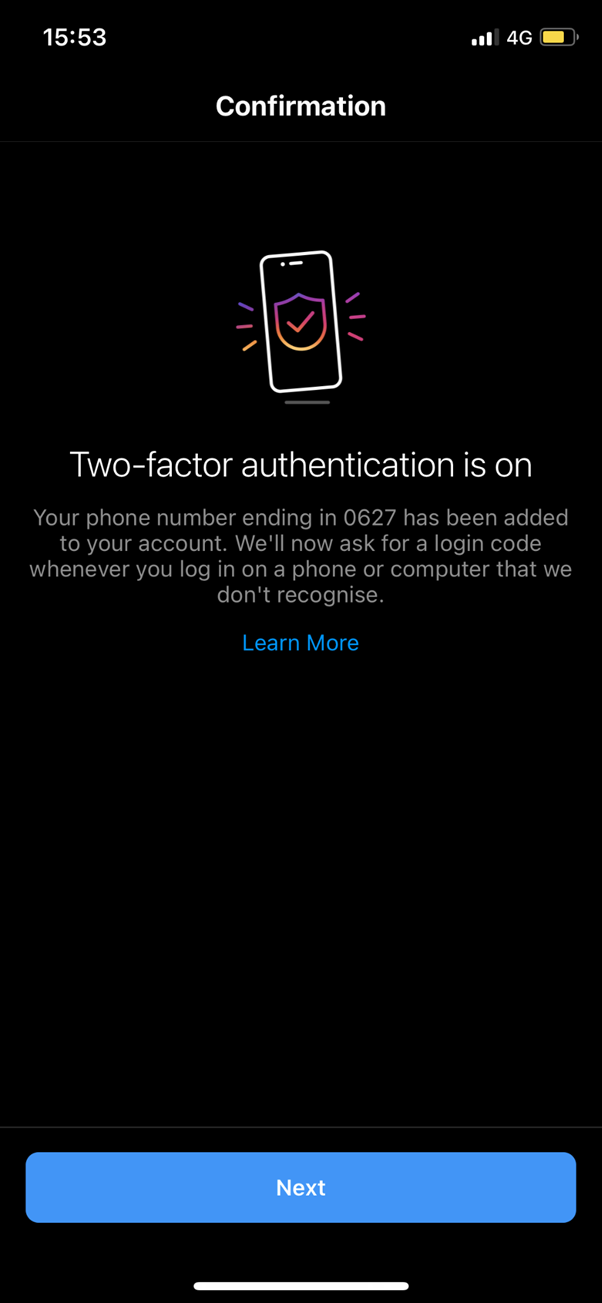 15:53
4G
Confirmation
Two-factor authentication is on
Your phone number ending in 0627 has been added
to your account. We'll now ask for a login code
whenever you log in on a phone or computer that we
don't recognise.
Learn More
Next